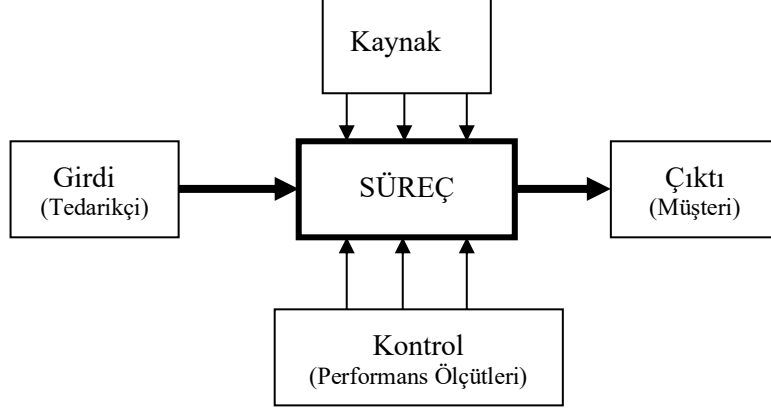 Kaynak
Girdi
(Tedarikçi)
SÜREÇ
Çıktı
(Müşteri)
Kontrol
(Performans Ölçütleri)